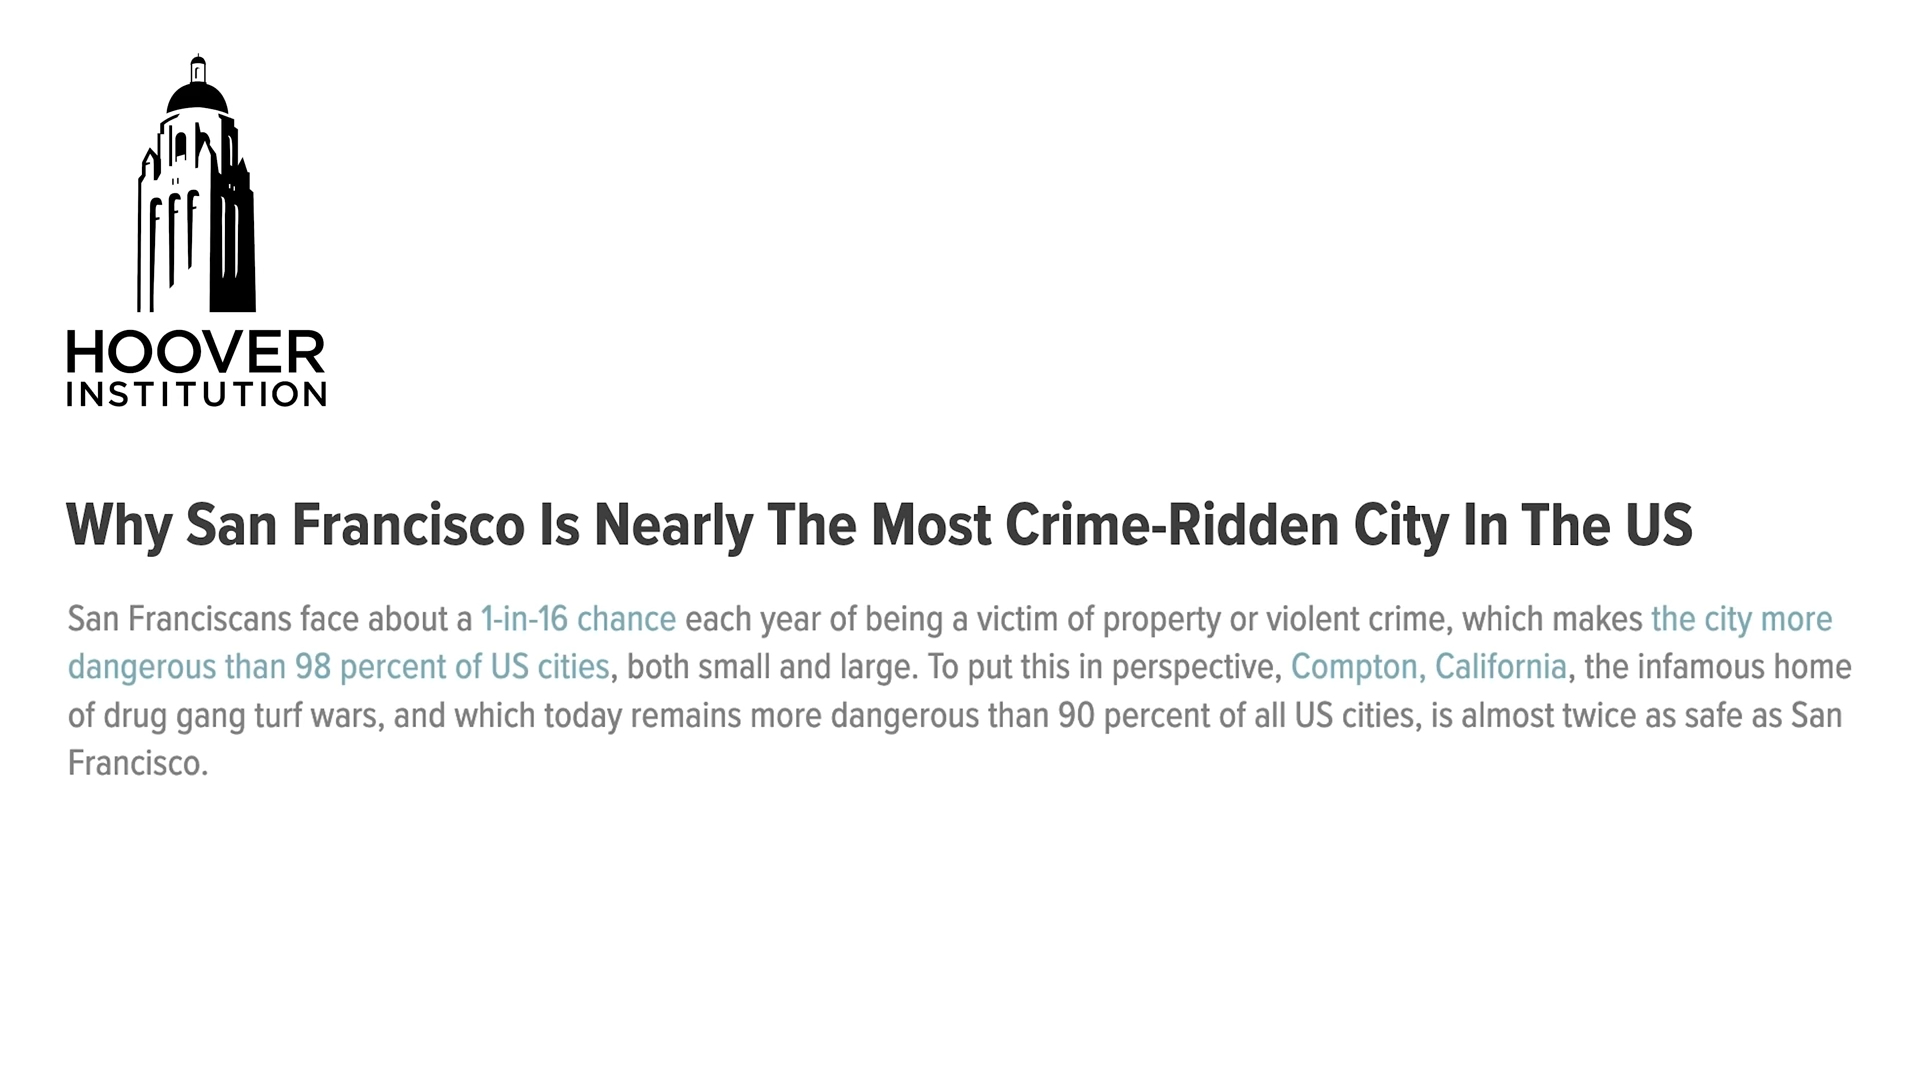 HOOVER
INSTITUTION
Why San Francisco Is Nearly The Most Crime-Ridden City In The US
San Franciscans face about a 1-in-16 chance each year of being a victim of property or violent crime, which makes the city more
dangerous than 98 percent of US cities, both small and large. To put this in perspective, Compton, California, the infamous home
of drug gang turf wars, and which today remains more dangerous than 90 percent of all US cities, is almost twice as safe as San
Francisco.